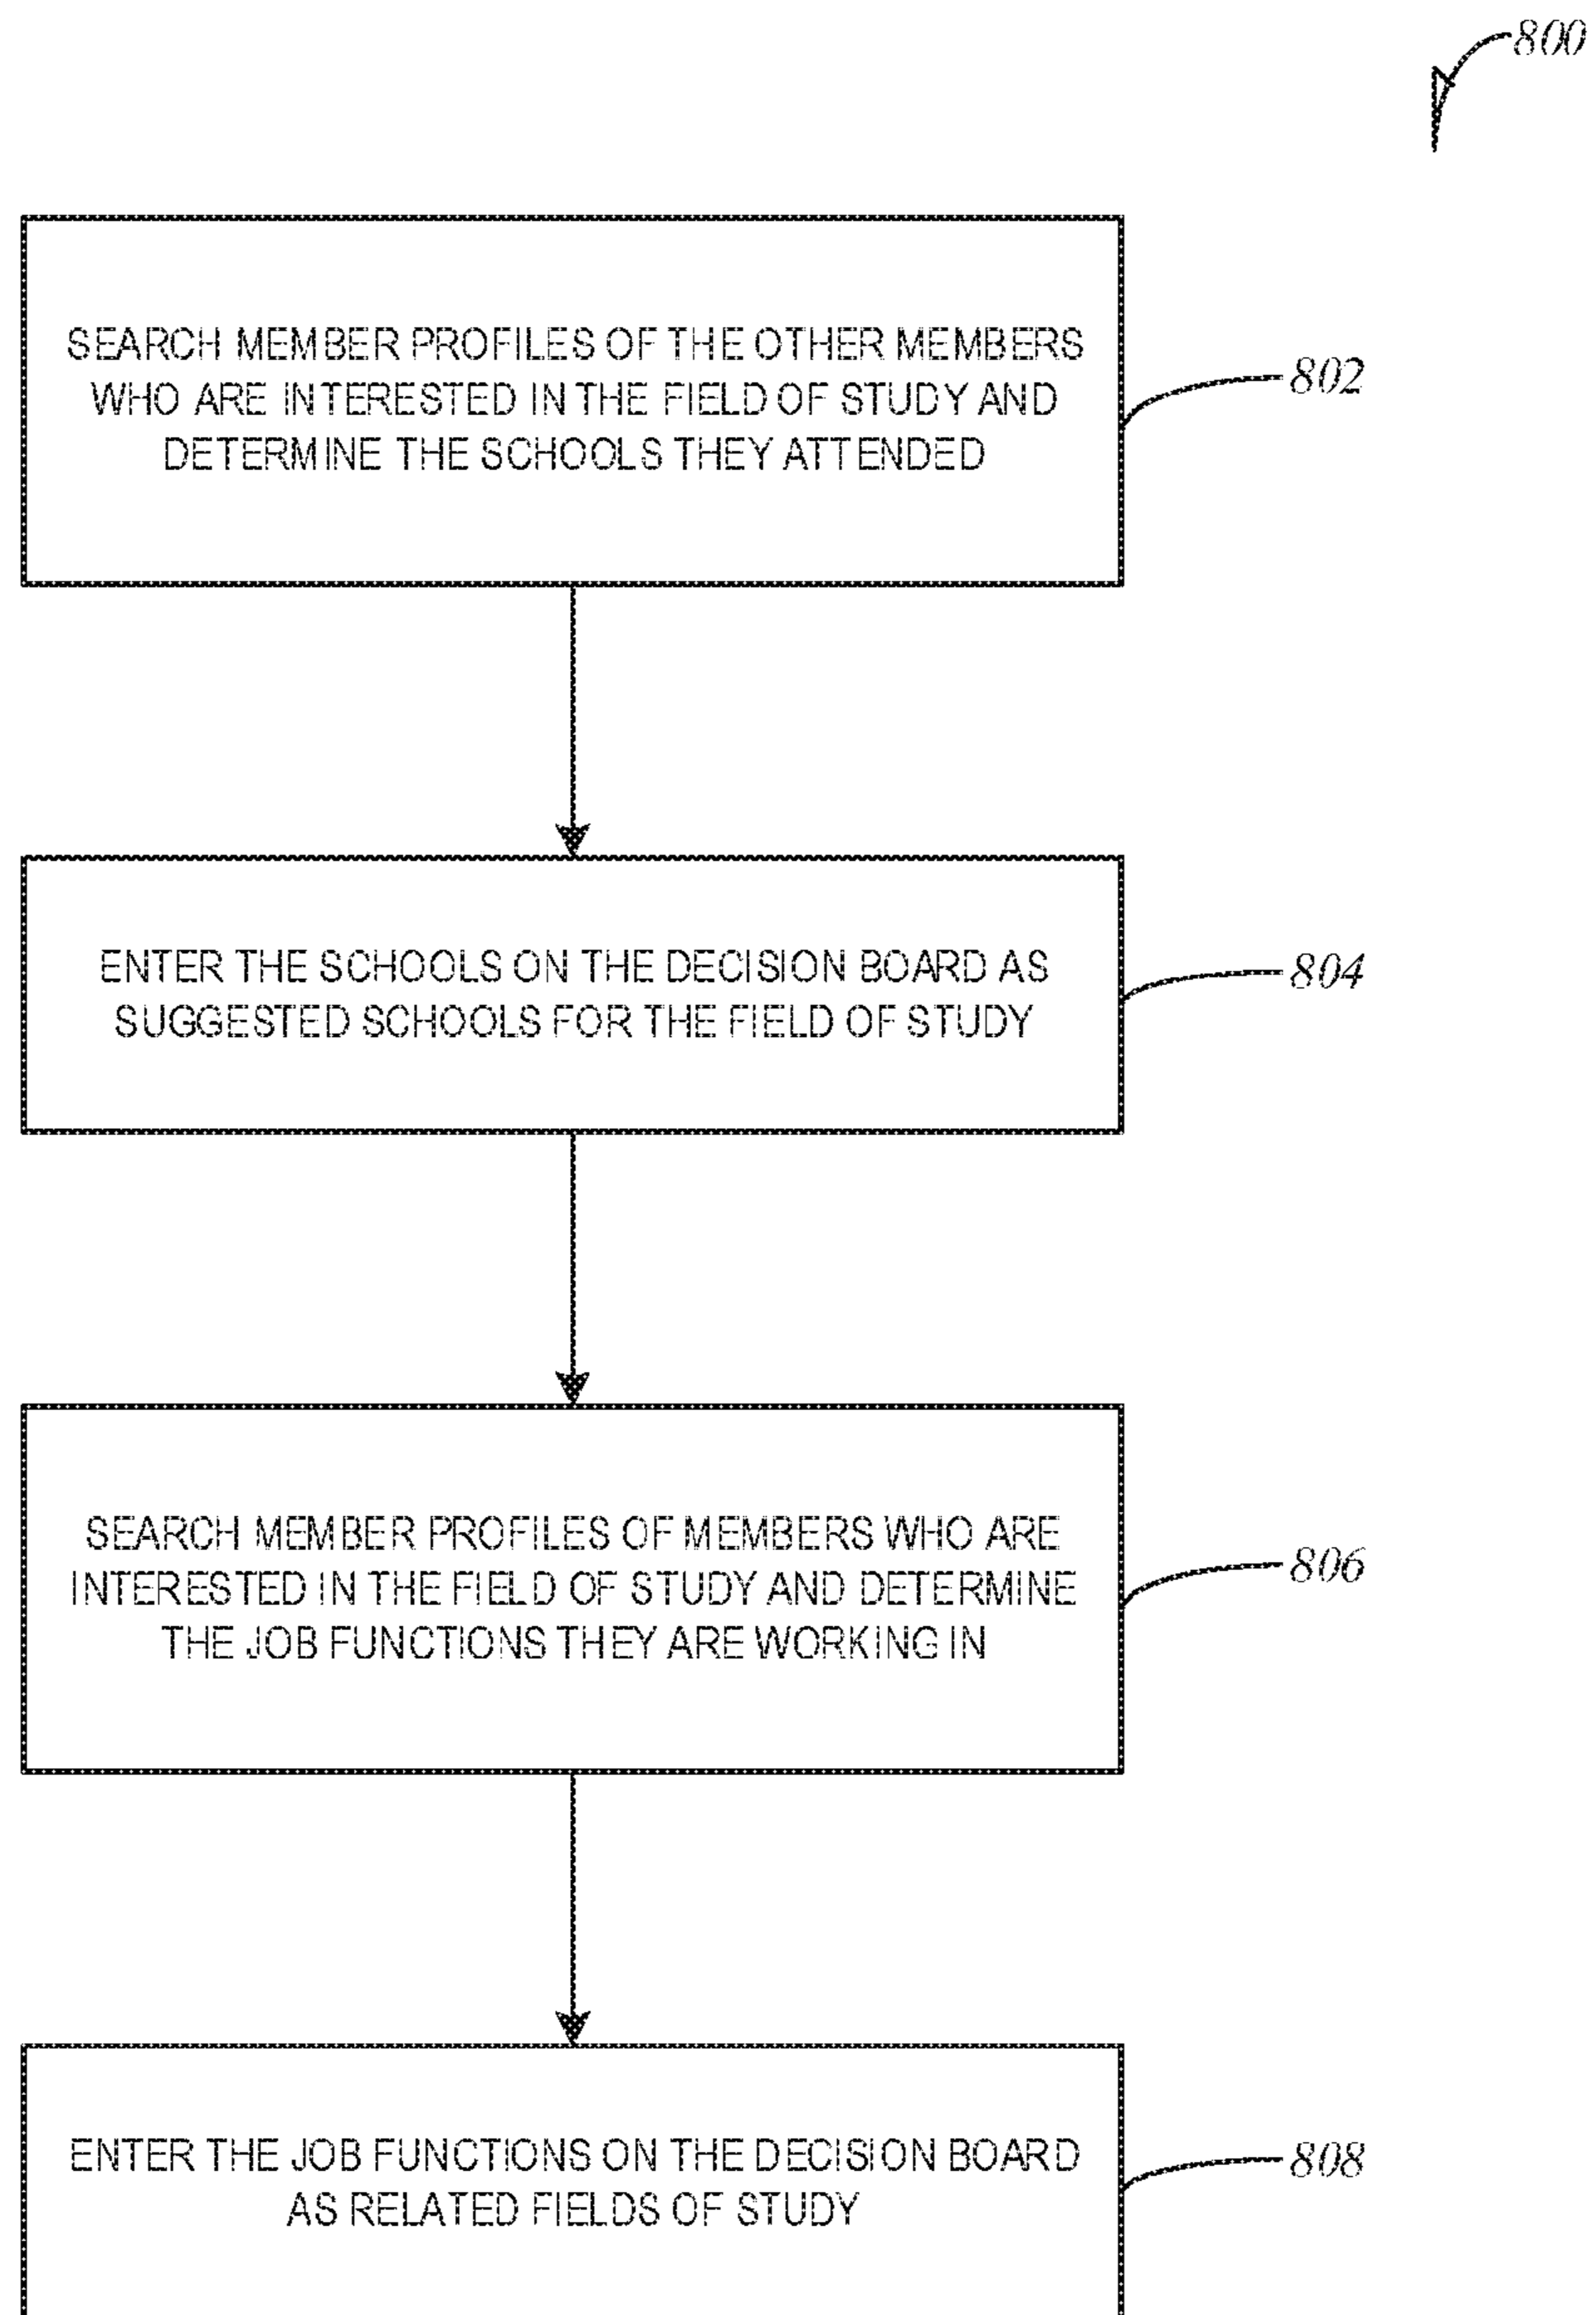 800
SEARCH MEMBER PROFILES OF THE OTHER MEMBERS
WHO ARE INTERESTED IN THE FIELD OF STUDY AND
DETERMINE THE SCHOOLS THEY ATTENDED
802
ENTER THE SCHOOLS ON THE DECISION BOARD AS
SUGGESTED SCHOOLS FOR THE FIELD OF STUDY
804
SEARCH MEMBER PROFILES OF MEMBERS WHO ARE
INTERESTED IN THE FIELD OF STUDY AND DETERMINE
THE JOB FUNCTIONS THEY ARE WORKING IN
806
ENTER THE JOB FUNCTIONS ON THE DECISION BOARD
AS RELATED FIELDS OF STUDY
808